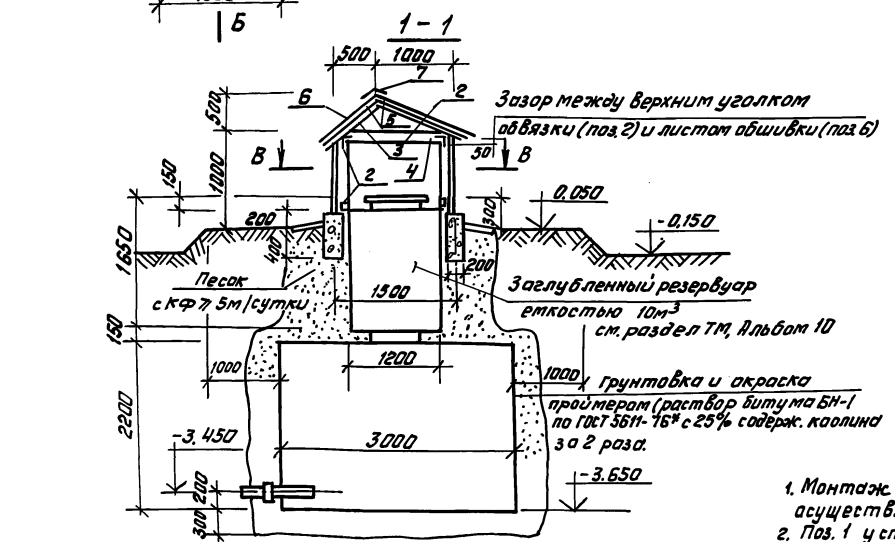 1000
Б
1-1
500
1000
7
6
2
5
3
4
2
Зазор между верхним уголком
обвязки (поз. 2) и листом обшивки (поз 6)
50
В
В
500
1000
150
200
400
300
200
0,050
-0,150
1650
150
2200
Песок
с КФ ≥ 5м/сутки
1500
Заглубленный резервуар
емкостью 10м³
см. раздел ТМ, Альбом 10
1200
1000
1000
Грунтовка и окраска
праймером (раствор битума БН-I
по ГОСТ 5611-76* с 25% содерж. каолина
за 2 раза.
3000
-3.450
-3.650
200
300
1. Монтаж
осуществ
2. Поз. 1 уст